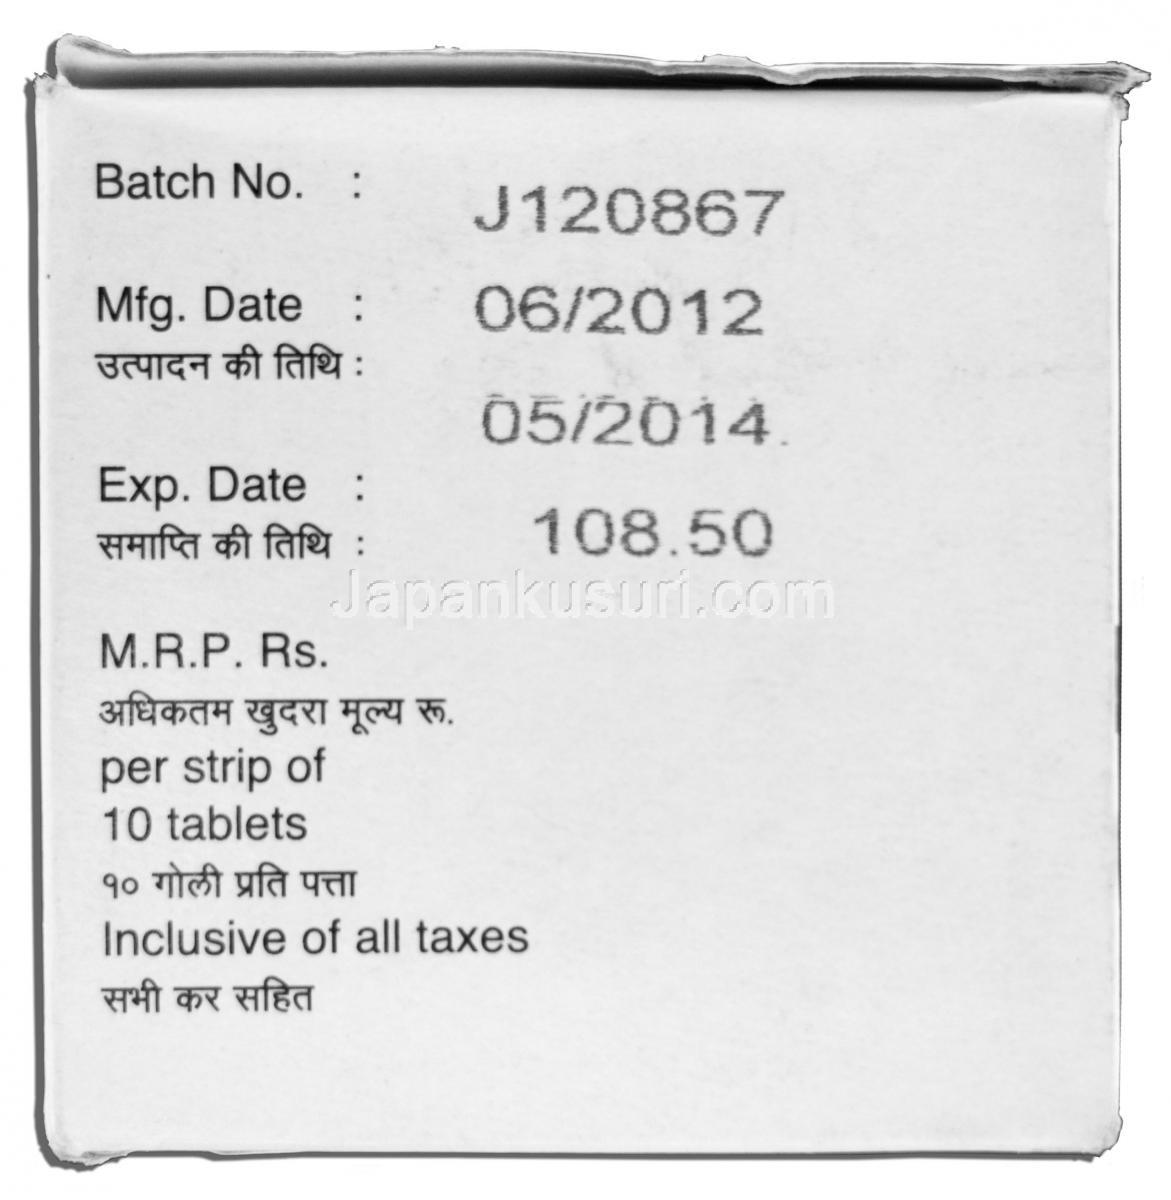 Batch No. : J120867
Mfg. Date : 06/2012
उत्पादन की तिथि :
05/2014.
Exp. Date :
समाप्ति की तिथि :
108.50
Japankusuri.com
M.R.P. Rs.
अधिकतम खुदरा मूल्य रू.
per strip of
10 tablets
१० गोली प्रति पत्ता
Inclusive of all taxes
सभी कर सहित